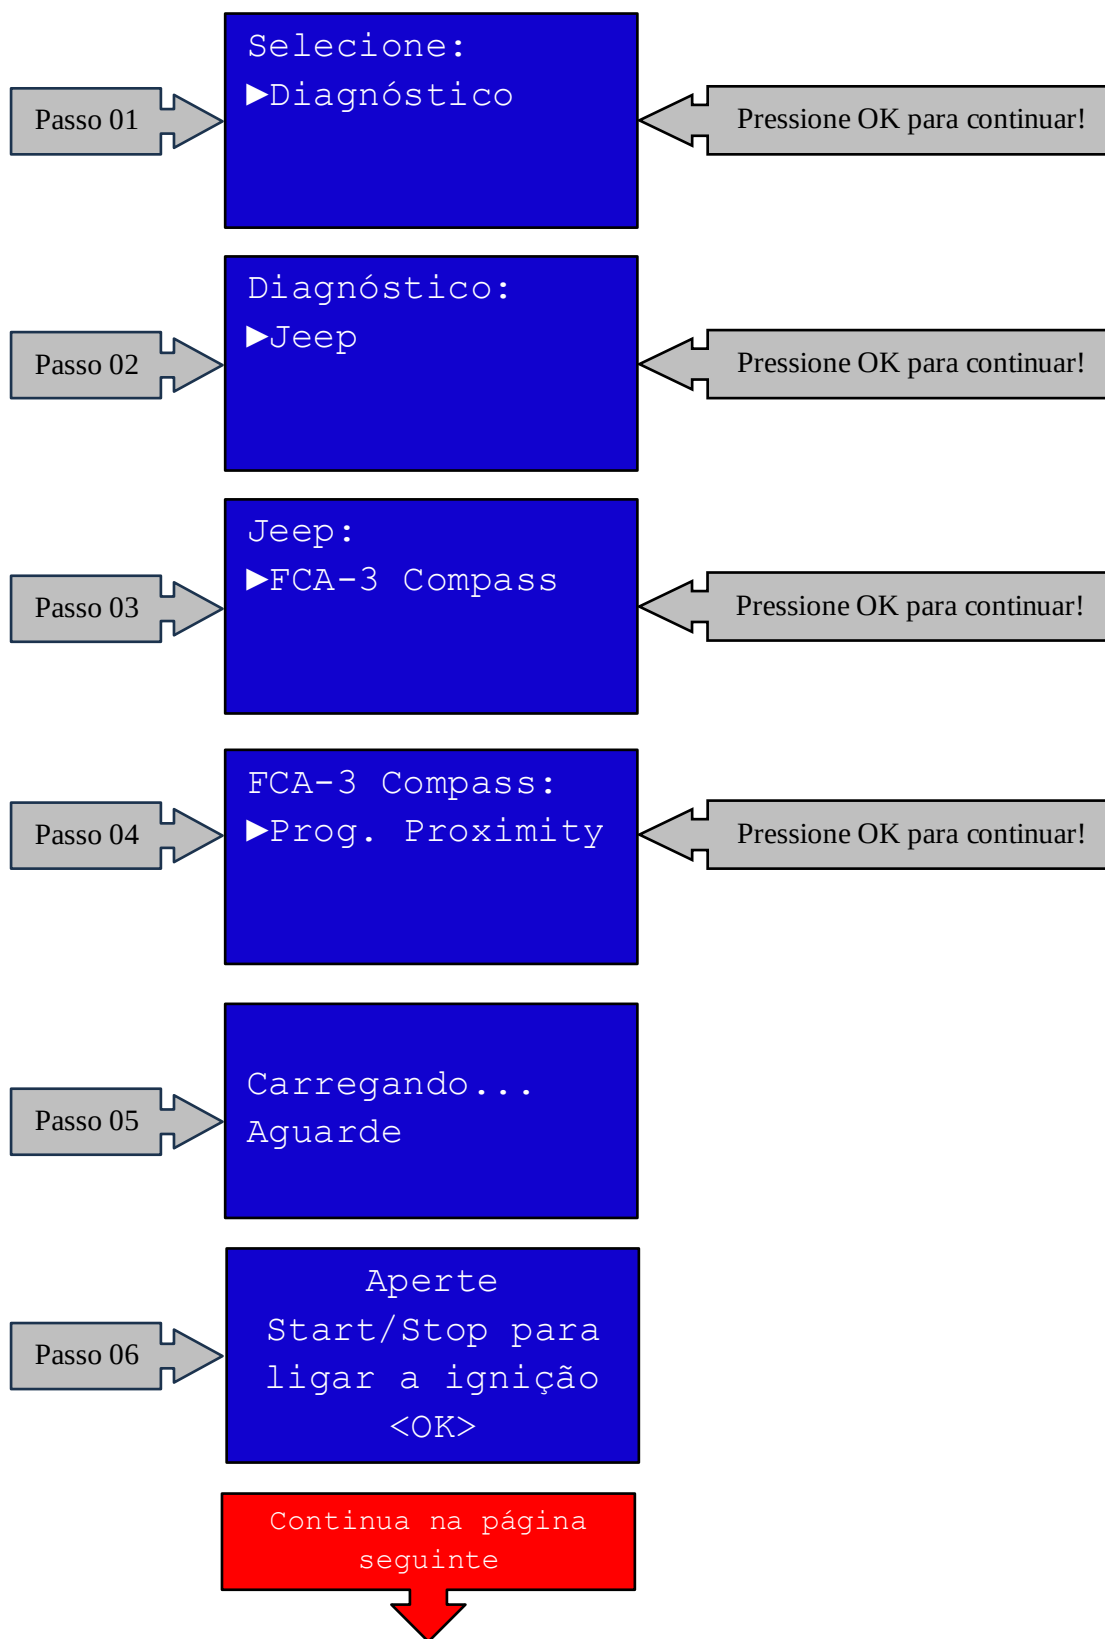 Selecione:
Passo 01
►Diagnóstico
Pressione OK para continuar!
Diagnóstico:
Passo 02
►Jeep
Pressione OK para continuar!
Jeep:
Passo 03
►FCA-3 Compass
Pressione OK para continuar!
FCA-3 Compass:
Passo 04
►Prog. Proximity
Pressione OK para continuar!
Passo 05
Carregando...
Aguarde
Passo 06
Aperte
Start/Stop para
ligar a ignição
<OK>
Continua na página
seguinte